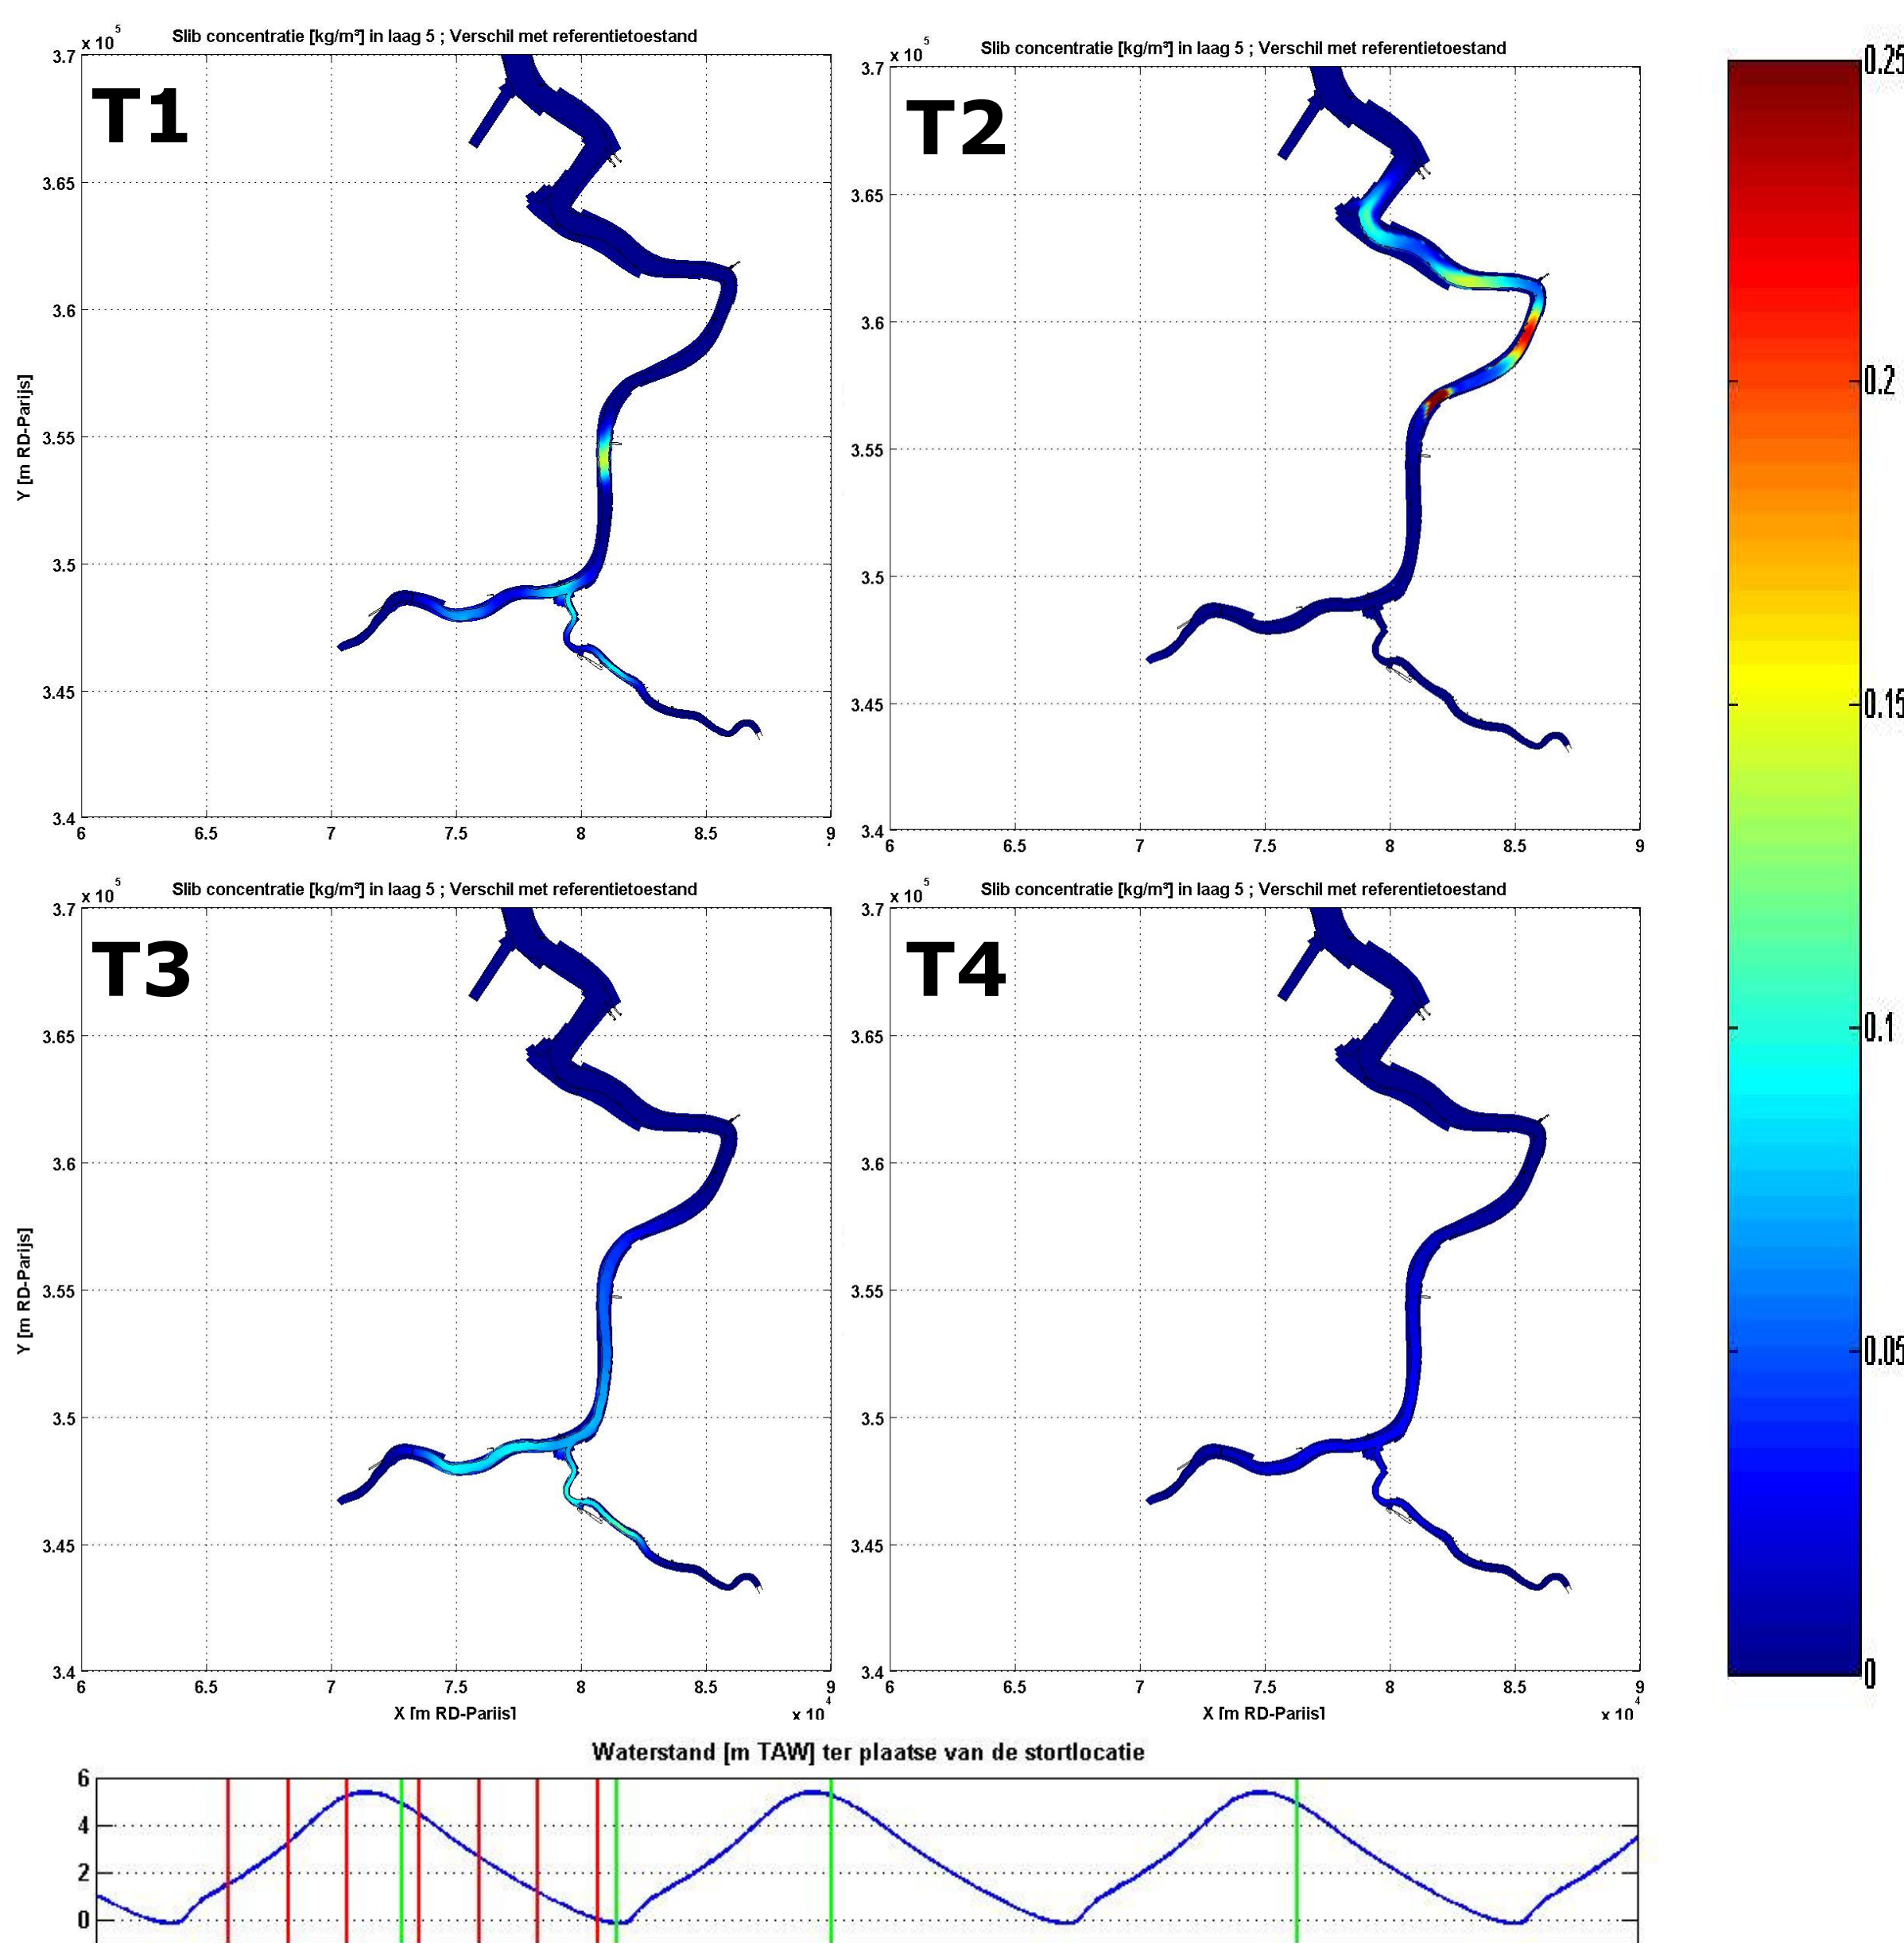 Slib concentratie [kg/m³] in laag 5 ; Verschil met referentietoestand
x 10^5
T1
Y [m RD-Parijs]
3.7
3.65
3.6
3.55
3.5
3.45
3.4
6 6.5 7 7.5 8 8.5 9
Slib concentratie [kg/m³] in laag 5 ; Verschil met referentietoestand
x 10^5
T2
3.7
3.65
3.6
3.55
3.5
3.45
3.4
6 6.5 7 7.5 8 8.5 9
0.25
0.2
0.15
0.1
0.05
0
Slib concentratie [kg/m³] in laag 5 ; Verschil met referentietoestand
x 10^5
T3
Y [m RD-Parijs]
3.7
3.65
3.6
3.55
3.5
3.45
3.4
6 6.5 7 7.5 8 8.5 9
X [m RD-Parijs]
x 10^4
Slib concentratie [kg/m³] in laag 5 ; Verschil met referentietoestand
x 10^5
T4
3.7
3.65
3.6
3.55
3.5
3.45
3.4
6 6.5 7 7.5 8 8.5 9
X [m RD-Parijs]
x 10^4
Waterstand [m TAW] ter plaatse van de stortlocatie
6
4
2
0